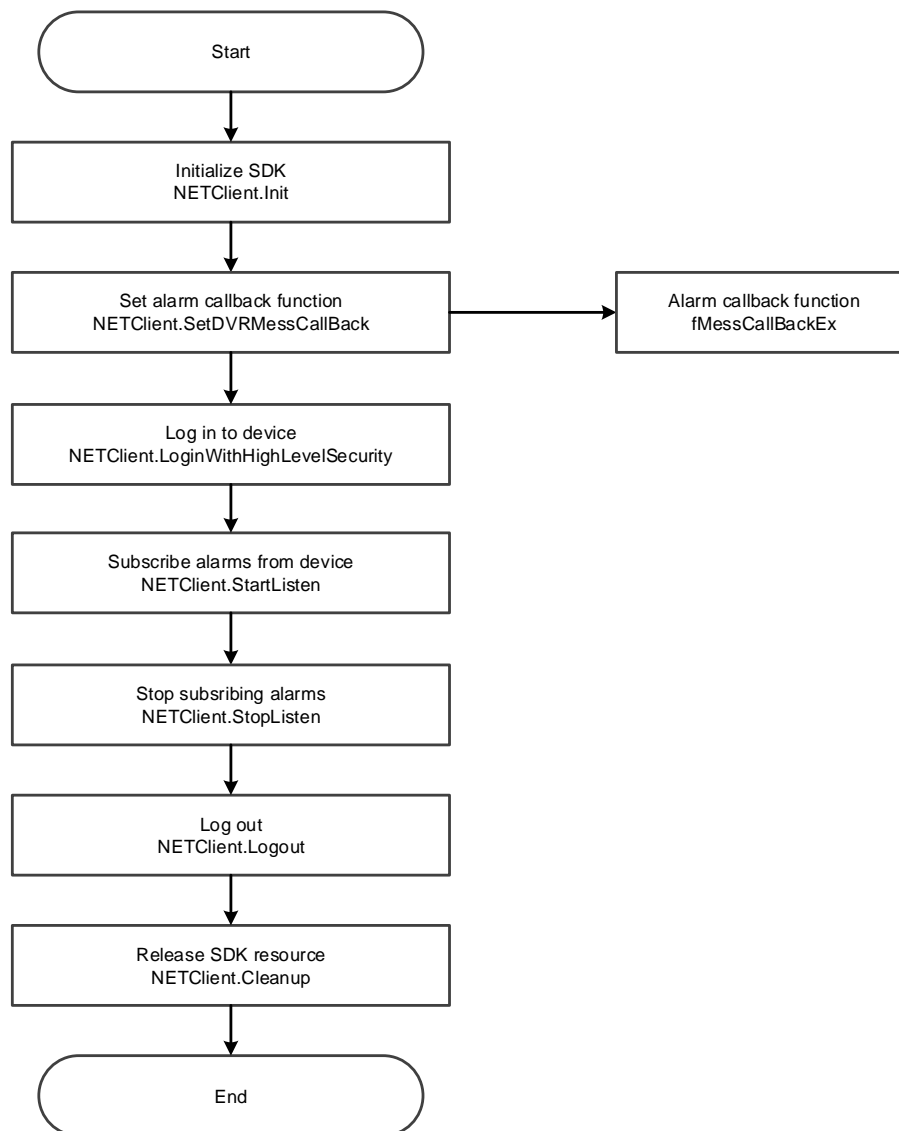 Start
Initialize SDK
NETClient.Init
Set alarm callback function
NETClient.SetDVRMessCallBack
Alarm callback function
fMessCallBackEx
Log in to device
NETClient.LoginWithHighLevelSecurity
Subscribe alarms from device
NETClient.StartListen
Stop subsribing alarms
NETClient.StopListen
Log out
NETClient.Logout
Release SDK resource
NETClient.Cleanup
End